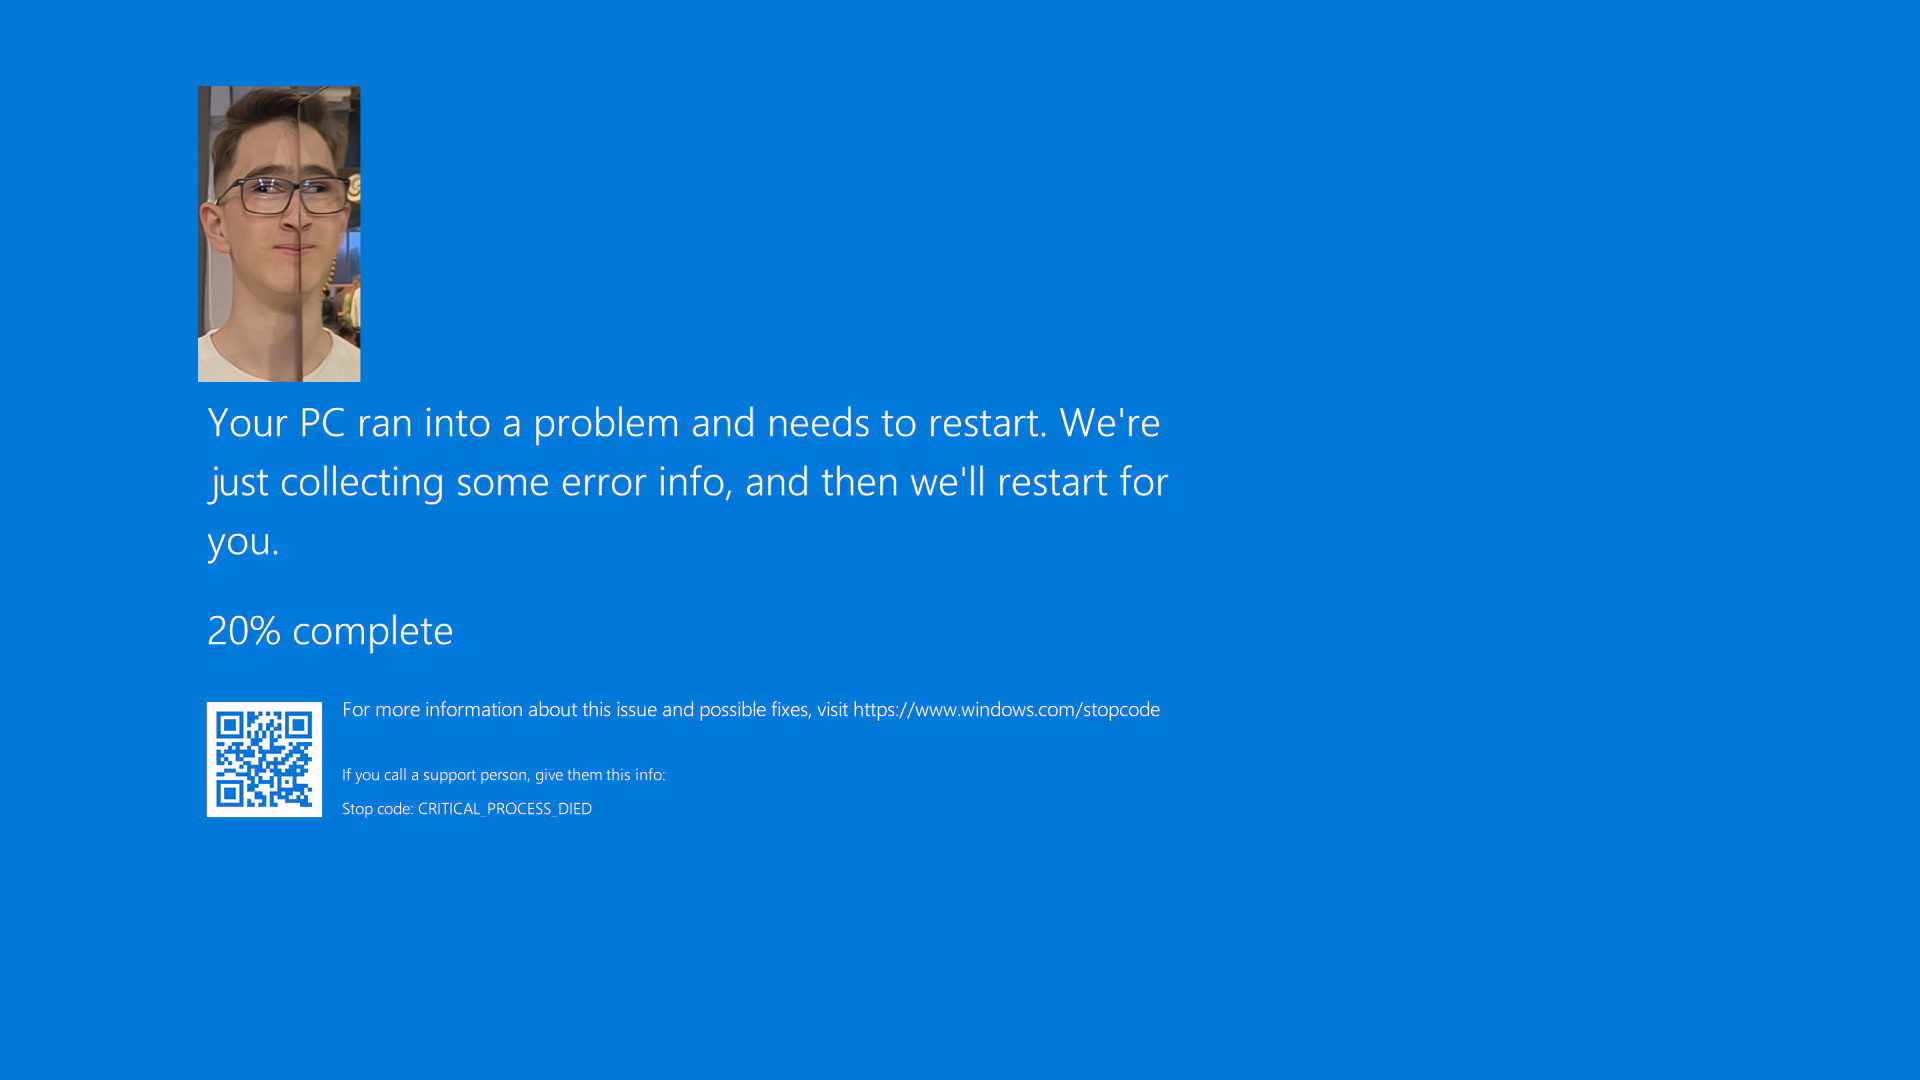 Your PC ran into a problem and needs to restart. We're
just collecting some error info, and then we'll restart for
you.
20% complete
For more information about this issue and possible fixes, visit https://www.windows.com/stopcode
If you call a support person, give them this info:
Stop code: CRITICAL_PROCESS_DIED